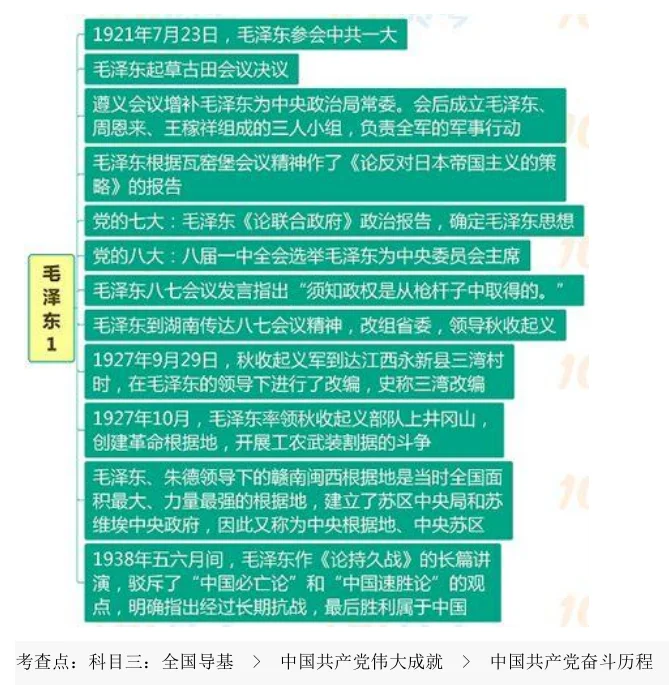 1921年7月23日，毛泽东参会中共一大
毛泽东起草古田会议决议
遵义会议增补毛泽东为中央政治局常委。会后成立毛泽东、
周恩来、王稼祥组成的三人小组，负责全军的军事行动
毛泽东根据瓦窑堡会议精神作了《论反对日本帝国主义的策
略》的报告
党的七大：毛泽东《论联合政府》政治报告，确定毛泽东思想
党的八大：八届一中全会选举毛泽东为中央委员会主席
毛泽东八七会议发言指出“须知政权是从枪杆子中取得的。”
毛泽东到湖南传达八七会议精神，改组省委，领导秋收起义
1927年9月29日，秋收起义军到达江西永新县三湾村
时，在毛泽东的领导下进行了改编，史称三湾改编
1927年10月，毛泽东率领秋收起义部队上井冈山，
创建革命根据地，开展工农武装割据的斗争
毛泽东、朱德领导下的赣南闽西根据地是当时全国面
积最大、力量最强的根据地，建立了苏区中央局和苏
维埃中央政府，因此又称为中央根据地、中央苏区
1938年五六月间，毛泽东作《论持久战》的长篇讲
演，驳斥了“中国必亡论”和“中国速胜论”的观
点，明确指出经过长期抗战，最后胜利属于中国
毛
泽
东
1
考查点：科目三：全国导基 > 中国共产党伟大成就 > 中国共产党奋斗历程